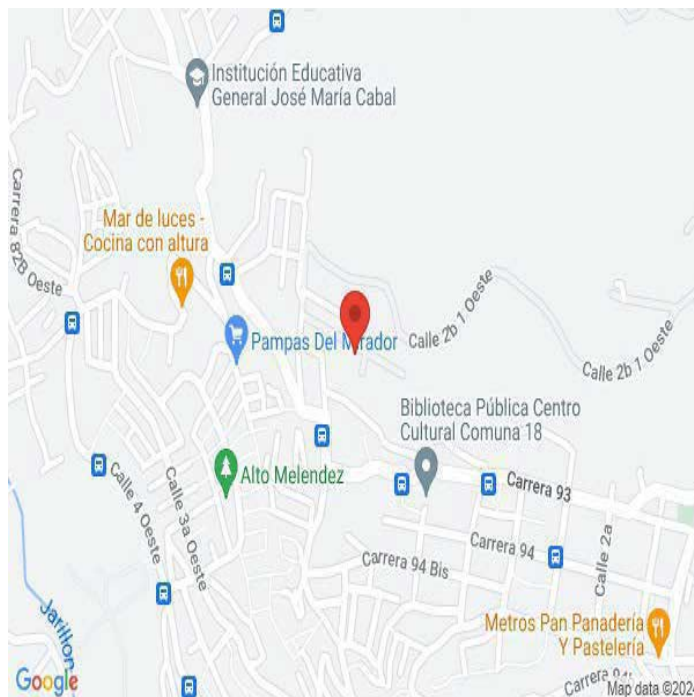 Institución Educativa
General José María Cabal
Carrera 82B Oeste
Mar de luces -
Cocina con altura
Pampas Del Mirador
Calle 2b 1 Oeste
Calle 2b 1 Oeste
Biblioteca Pública Centro
Cultural Comuna 18
Alto Melendez
Carrera 93
Calle 4 Oeste
Calle 3a Oeste
Carrera 94
Calle 2a
Carrera 94 Bis
Jarillon
Metros Pan Panadería
Y Pastelería
Google
Map data ©202